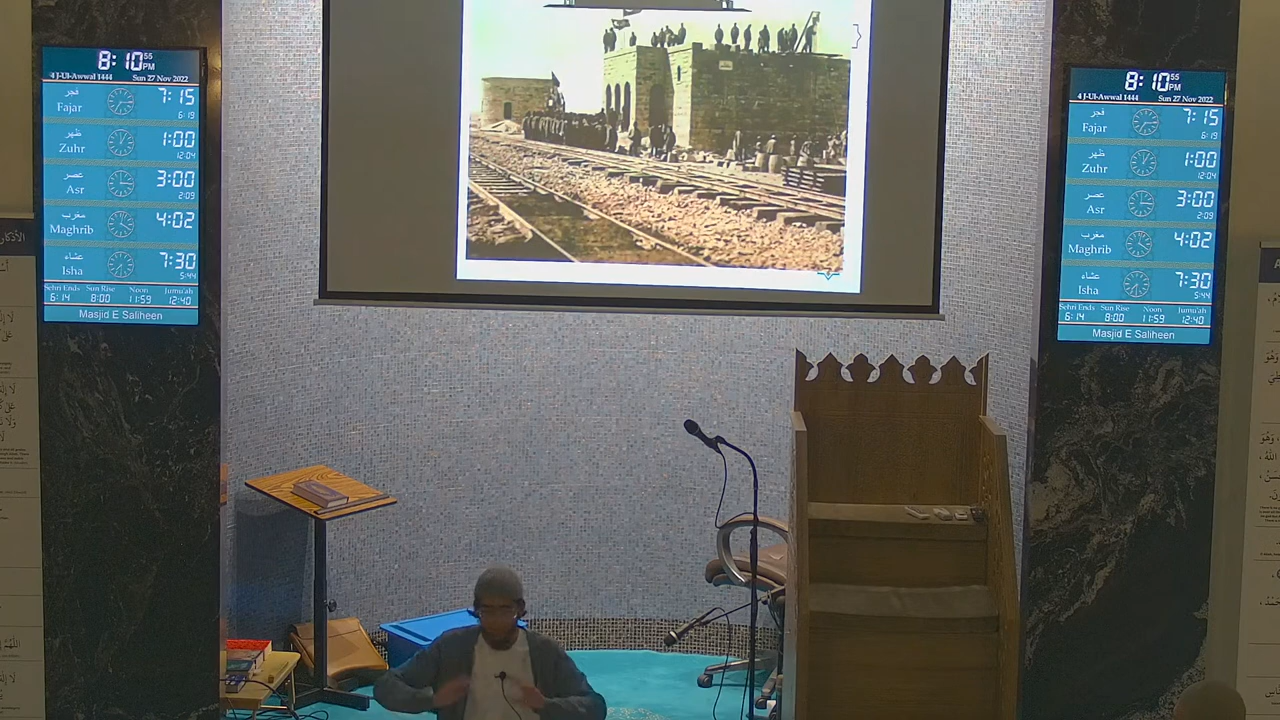 8:10 55 PM
4 J-Ul-Awwal 1444 Sun 27 Nov 2022
فجر
Fajar 7:15 6:19
ظهر
Zuhr 1:00 12:04
عصر
Asr 3:00 2:09
مغرب
Maghrib 4:02
عشاء
Isha 7:30 5:44
Sehri Ends Sun Rise Noon Jumu'ah
6:14 8:00 11:59 12:40
Masjid E Saliheen
8:10 55 PM
4 J-Ul-Awwal 1444 Sun 27 Nov 2022
فجر
Fajar 7:15 6:19
ظهر
Zuhr 1:00 12:04
عصر
Asr 3:00 2:09
مغرب
Maghrib 4:02
عشاء
Isha 7:30 5:44
Sehri Ends Sun Rise Noon Jumu'ah
6:14 8:00 11:59 12:40
Masjid E Saliheen